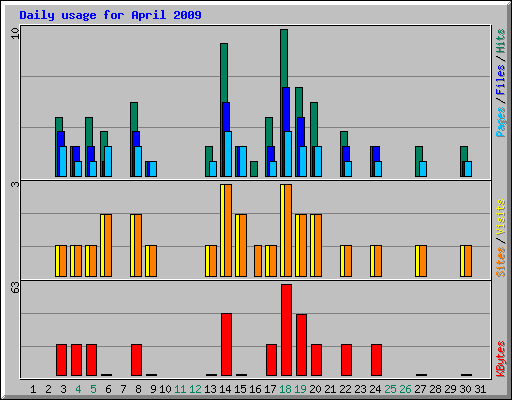 Daily usage for April 2009
10
3
63
Pages / Files / Hits
Sites / Visits
KBytes
1 2 3 4 5 6 7 8 9 10 11 12 13 14 15 16 17 18 19 20 21 22 23 24 25 26 27 28 29 30 31